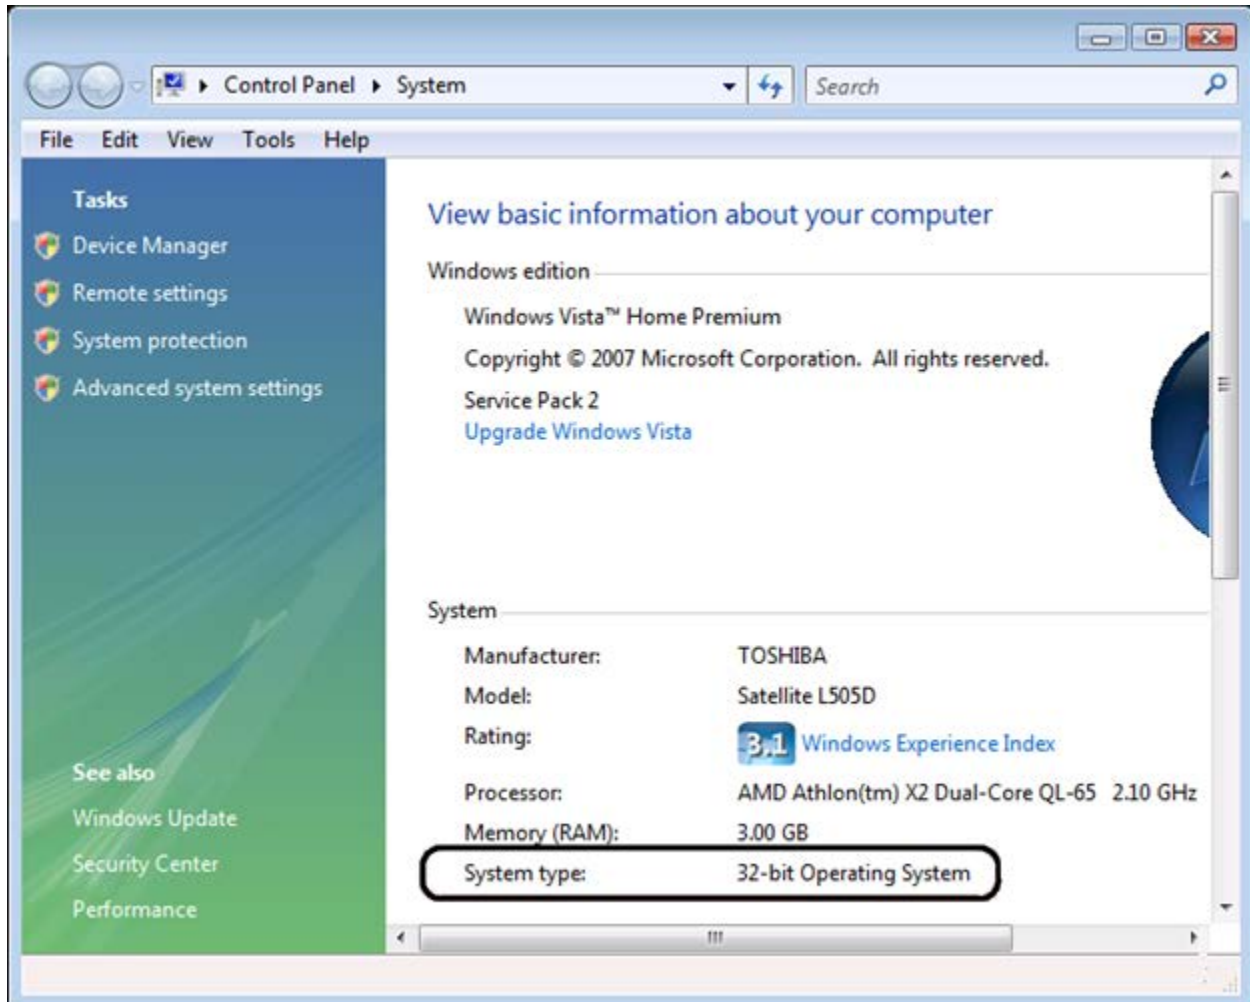 Control Panel System
Search
File Edit View Tools Help
Tasks
Device Manager
Remote settings
System protection
Advanced system settings
See also
Windows Update
Security Center
Performance
View basic information about your computer
Windows edition
Windows Vista™ Home Premium
Copyright © 2007 Microsoft Corporation. All rights reserved.
Service Pack 2
Upgrade Windows Vista
System
Manufacturer: TOSHIBA
Model: Satellite L505D
Rating: 3.1 Windows Experience Index
Processor: AMD Athlon(tm) X2 Dual-Core QL-65 2.10 GHz
Memory (RAM): 3.00 GB
System type: 32-bit Operating System